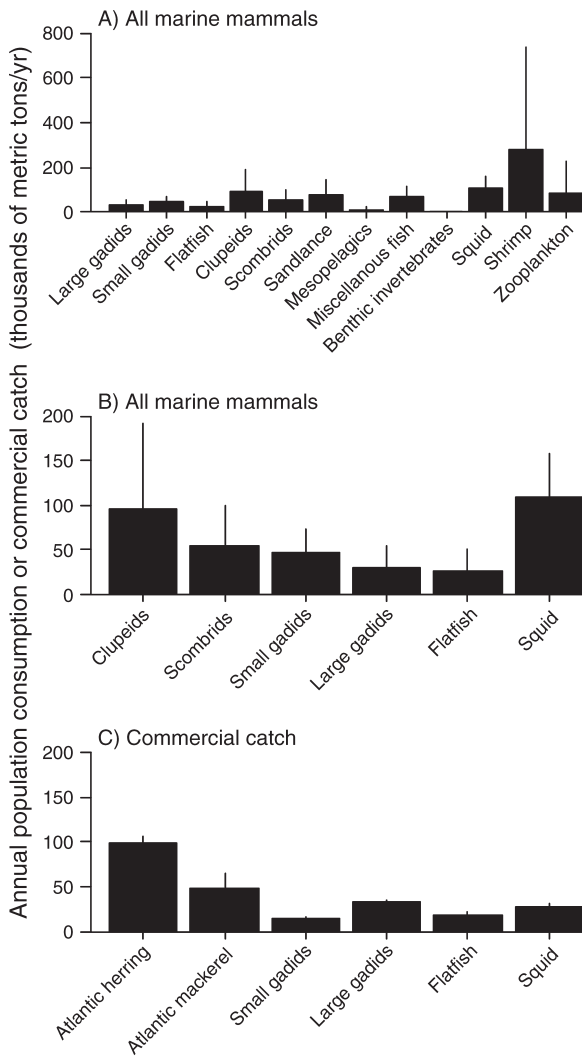 Annual population consumption or commercial catch (thousands of metric tons/yr)
A) All marine mammals
800
600
400
200
0
Large gadids
Small gadids
Flatfish
Clupeids
Scombrids
Sandlance
Mesopelagics
Miscellanous fish
Benthic invertebrates
Squid
Shrimp
Zooplankton
B) All marine mammals
200
150
100
50
0
Clupeids
Scombrids
Small gadids
Large gadids
Flatfish
Squid
C) Commercial catch
200
150
100
50
0
Atlantic herring
Atlantic mackerel
Small gadids
Large gadids
Flatfish
Squid